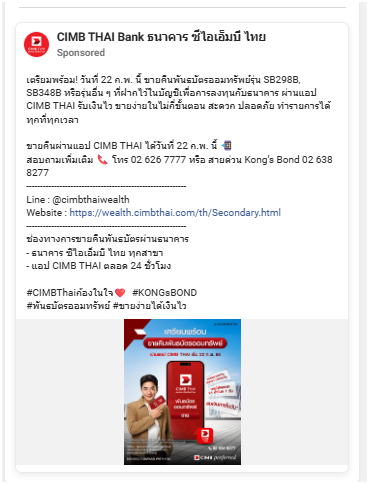 CIMB THAI Bank ธนาคาร ซีไอเอ็มบี ไทย
Sponsored
เตรียมพร้อม! วันที่ 22 ก.พ. นี้ ขายคืนพันธบัตรออมทรัพย์รุ่น SB298B,
SB348B หรือรุ่นอื่น ๆ ที่ฝากไว้ในบัญชีเพื่อการลงทุนกับธนาคาร ผ่านแอป
CIMB THAI รับเงินไว ขายง่ายในไม่กี่ขั้นตอน สะดวก ปลอดภัย ทำรายการได้
ทุกที่ทุกเวลา
ขายคืนผ่านแอป CIMB THAI ได้วันที่ 22 ก.พ. นี้ 📲
สอบถามเพิ่มเติม 📞 โทร 02 626 7777 หรือ สายด่วน Kong's Bond 02 638
8277
--------------------------------------------------------
Line : @cimbthaiwealth
Website : https://wealth.cimbthai.com/th/Secondary.html
--------------------------------------------------------
ช่องทางการขายคืนพันธบัตรผ่านธนาคาร
- ธนาคาร ซีไอเอ็มบี ไทย ทุกสาขา
- แอป CIMB THAI ตลอด 24 ชั่วโมง
#CIMBThaiก้องในใจ❤️ #KONGsBOND
#พันธบัตรออมทรัพย์ #ขายง่ายได้เงินไว
เตรียมพร้อม
ขายคืนพันธบัตรออมทรัพย์
CIMB THAI
พันธบัตร
ออมทรัพย์
ขาย
CIMB preferred